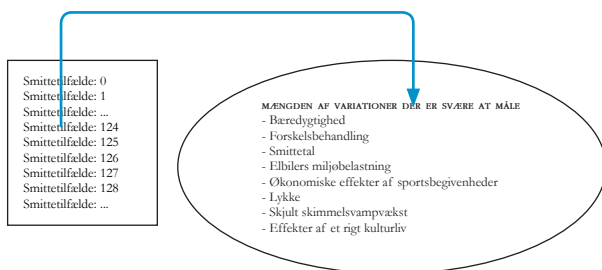 Smittetilfælde: 0
Smittetilfælde: 1
Smittetilfælde: ...
Smittetilfælde: 124
Smittetilfælde: 125
Smittetilfælde: 126
Smittetilfælde: 127
Smittetilfælde: 128
Smittetilfælde: ...
MÆNGDEN AF VARIATIONER DER ER SVÆRE AT MÅLE
- Bæredygtighed
- Forskelsbehandling
- Smittetal
- Elbilers miljøbelastning
- Økonomiske effekter af sportsbegivenheder
- Lykke
- Skjult skimmelsvampvækst
- Effekter af et rigt kulturliv